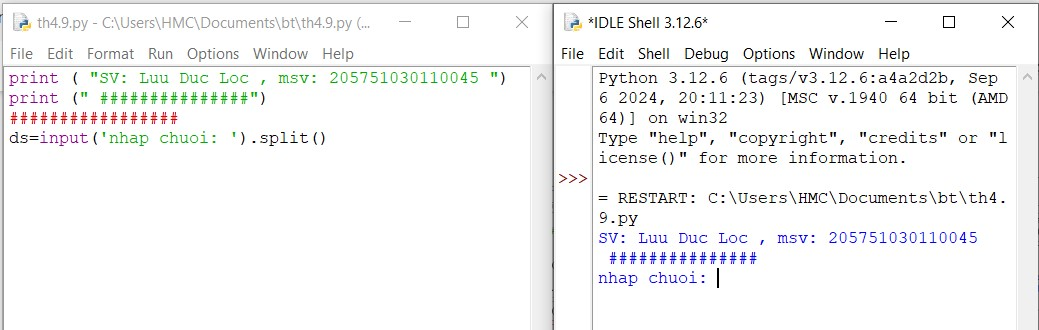 th4.9.py - C:\Users\HMC\Documents\bt\th4.9.py (...
File Edit Format Run Options Window Help
print ( "SV: Luu Duc Loc , msv: 205751030110045 ")
print (" ###############")
#################
ds=input('nhap chuoi: ').split()
*IDLE Shell 3.12.6*
File Edit Shell Debug Options Window Help
Python 3.12.6 (tags/v3.12.6:a4a2d2b, Sep
6 2024, 20:11:23) [MSC v.1940 64 bit (AMD
64)] on win32
Type "help", "copyright", "credits" or "l
icense()" for more information.
>>>
= RESTART: C:\Users\HMC\Documents\bt\th4.
9.py
SV: Luu Duc Loc , msv: 205751030110045
###############
nhap chuoi: